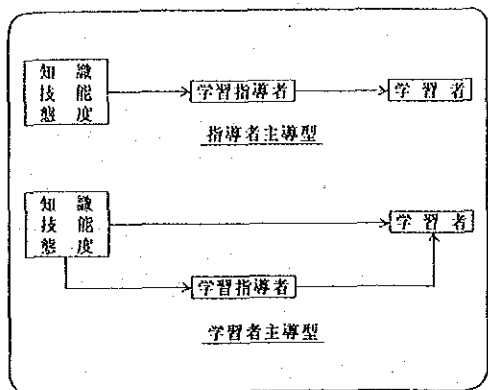 知識
技能
態度
学習指導者
学習者
指導者主導型
知識
技能
態度
学習者
学習指導者
学習者主導型